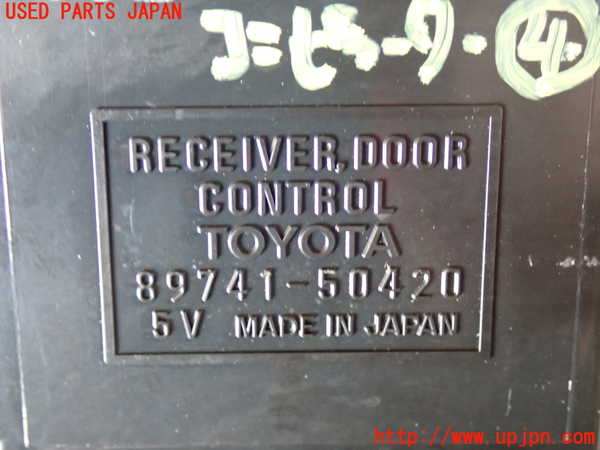 USED PARTS JAPAN
コンピーター④
RECEIVER, DOOR
CONTROL
TOYOTA
89741-50420
5V MADE IN JAPAN
http://www.upjpn.com